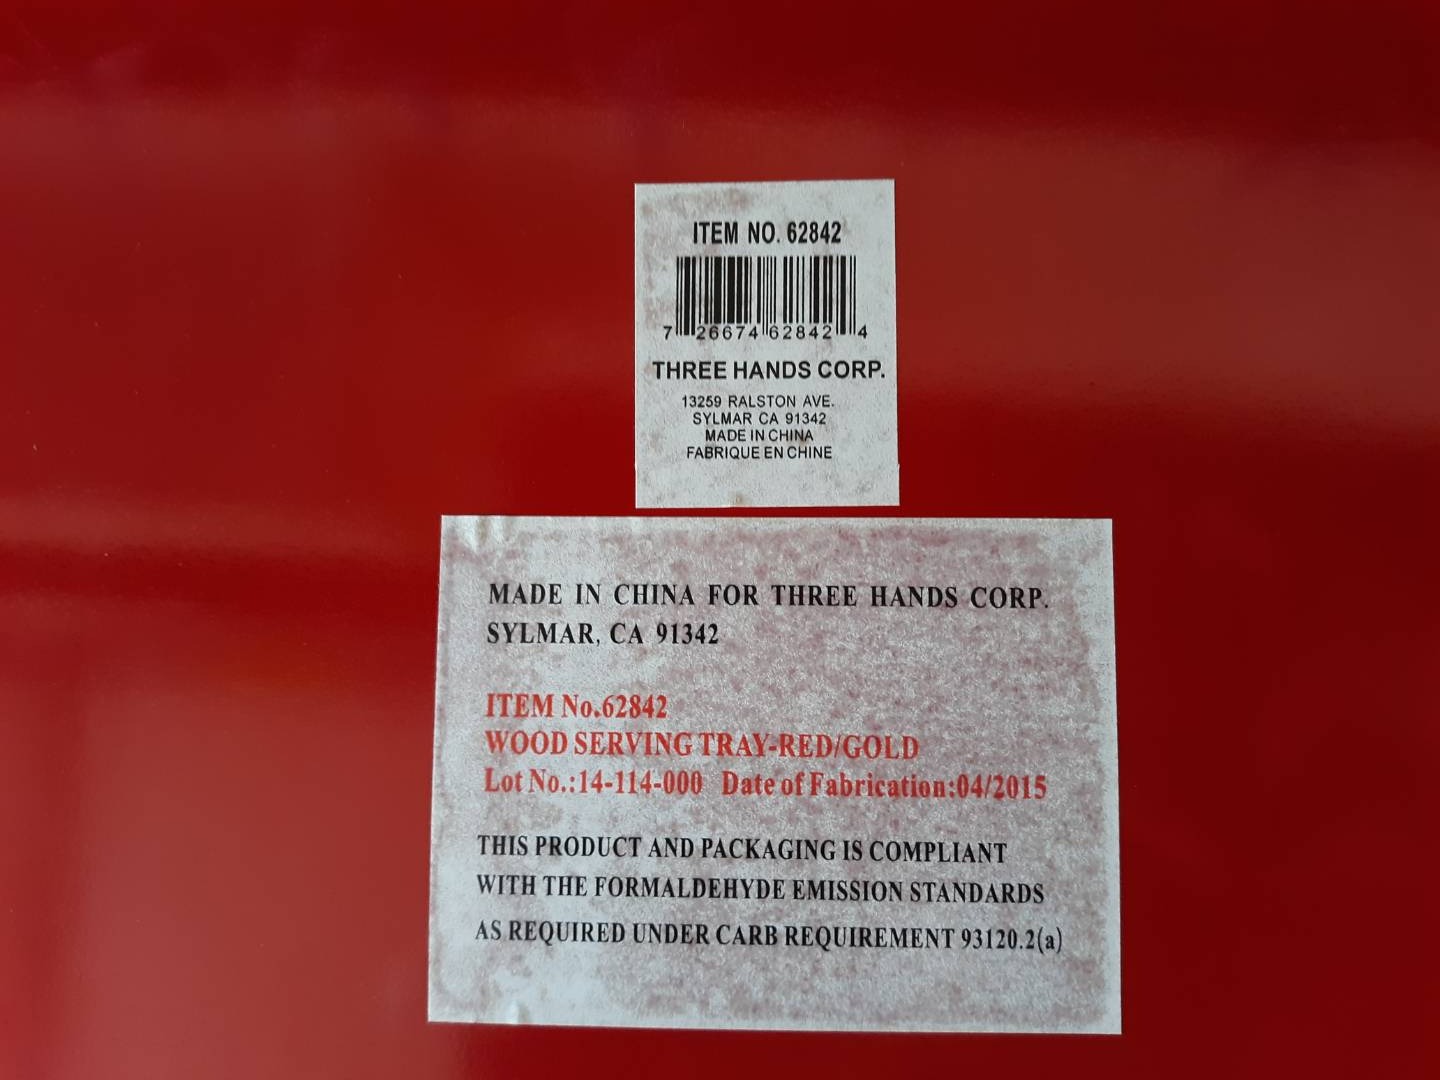 ITEM NO. 62842
7 26674 62842 4
THREE HANDS CORP.
13259 RALSTON AVE.
SYLMAR CA 91342
MADE IN CHINA
FABRIQUE EN CHINE
MADE IN CHINA FOR THREE HANDS CORP.
SYLMAR, CA 91342
ITEM No.62842
WOOD SERVING TRAY-RED/GOLD
Lot No.:14-114-000 Date of Fabrication:04/2015
THIS PRODUCT AND PACKAGING IS COMPLIANT
WITH THE FORMALDEHYDE EMISSION STANDARDS
AS REQUIRED UNDER CARB REQUIREMENT 93120.2(a)